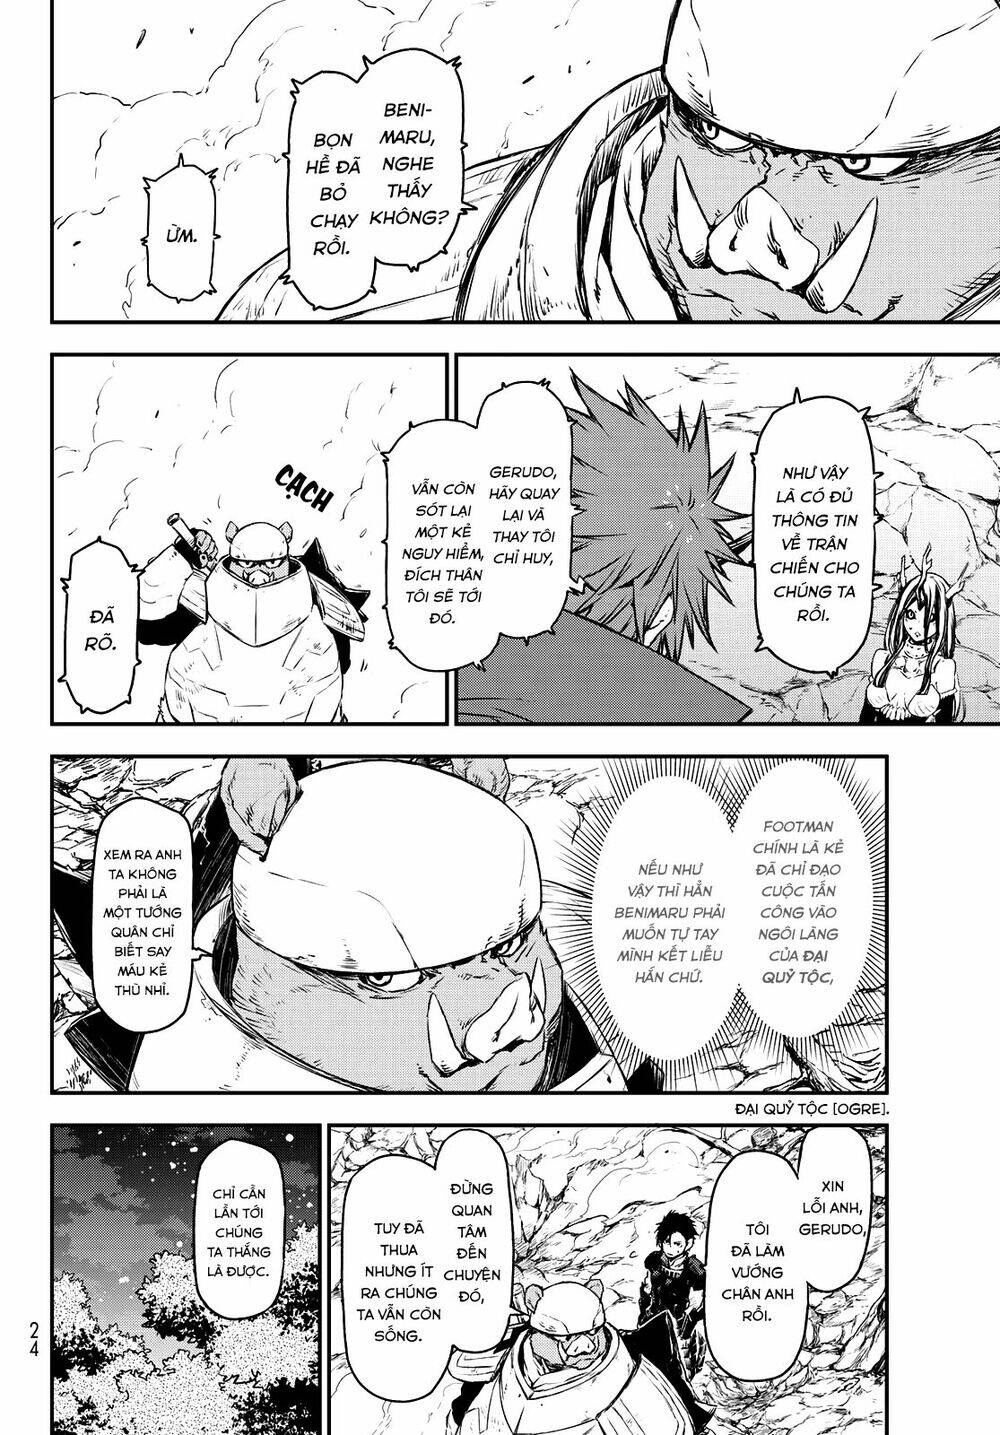 BENI-
MARU,
NGHE
THẤY
KHÔNG?
BỌN
HỀ ĐÃ
BỎ
CHẠY
RỒI.
ỪM.
NHƯ VẬY
LÀ CÓ ĐỦ
THÔNG TIN
VỀ TRẬN
CHIẾN CHO
CHÚNG TA
RỒI.
GERUDO,
HÃY QUAY
LẠI VÀ
THAY TÔI
CHỈ HUY,
VẪN CÒN
SÓT LẠI
MỘT KẺ
NGUY HIỂM,
ĐÍCH THÂN
TÔI SẼ TỚI
ĐÓ.
CẠCH
ĐÃ
RÕ.
FOOTMAN
CHÍNH LÀ KẺ
ĐÃ CHỈ ĐẠO
CUỘC TẤN
CÔNG VÀO
NGÔI LÀNG
CỦA ĐẠI
QUỶ TỘC,
NẾU NHƯ
VẬY THÌ HẲN
BENIMARU PHẢI
MUỐN TỰ TAY
MÌNH KẾT LIỄU
HẮN CHỨ.
XEM RA ANH
TA KHÔNG
PHẢI LÀ
MỘT TƯỚNG
QUÂN CHỈ
BIẾT SAY
MÁU KẺ
THÙ NHỈ.
ĐẠI QUỶ TỘC [OGRE].
XIN
LỖI ANH,
GERUDO,
TÔI
ĐÃ LÀM
VƯỚNG
CHÂN ANH
RỒI.
ĐỪNG
QUAN
TÂM
ĐẾN
CHUYỆN
ĐÓ,
TUY ĐÃ
THUA
NHƯNG ÍT
RA CHÚNG
TA VẪN CÒN
SỐNG.
CHỈ CẦN
LẦN TỚI
CHÚNG
TA THẮNG
LÀ ĐƯỢC.
24